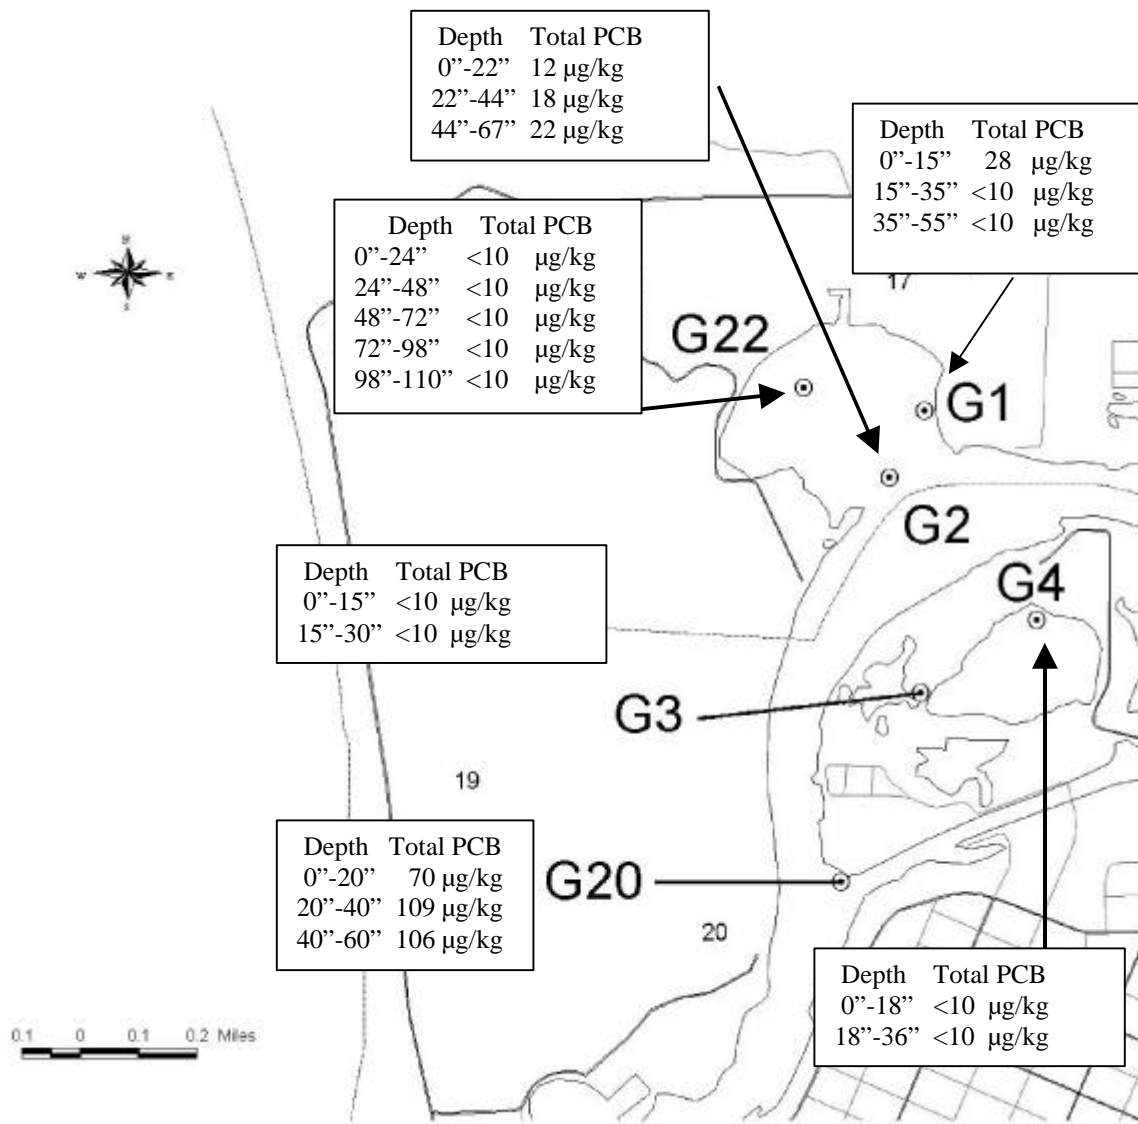 Depth Total PCB
0”-22” 12 µg/kg
22”-44” 18 µg/kg
44”-67” 22 µg/kg
Depth Total PCB
0”-15” 28 µg/kg
15”-35” <10 µg/kg
35”-55” <10 µg/kg
Depth Total PCB
0”-24” <10 µg/kg
24”-48” <10 µg/kg
48”-72” <10 µg/kg
72”-98” <10 µg/kg
98”-110” <10 µg/kg
N
W E
S
17
G22
G1
G2
Depth Total PCB
0”-15” <10 µg/kg
15”-30” <10 µg/kg
G4
G3
19
Depth Total PCB
0”-20” 70 µg/kg
20”-40” 109 µg/kg
40”-60” 106 µg/kg
G20
20
Depth Total PCB
0”-18” <10 µg/kg
18”-36” <10 µg/kg
0.1 0 0.1 0.2 Miles